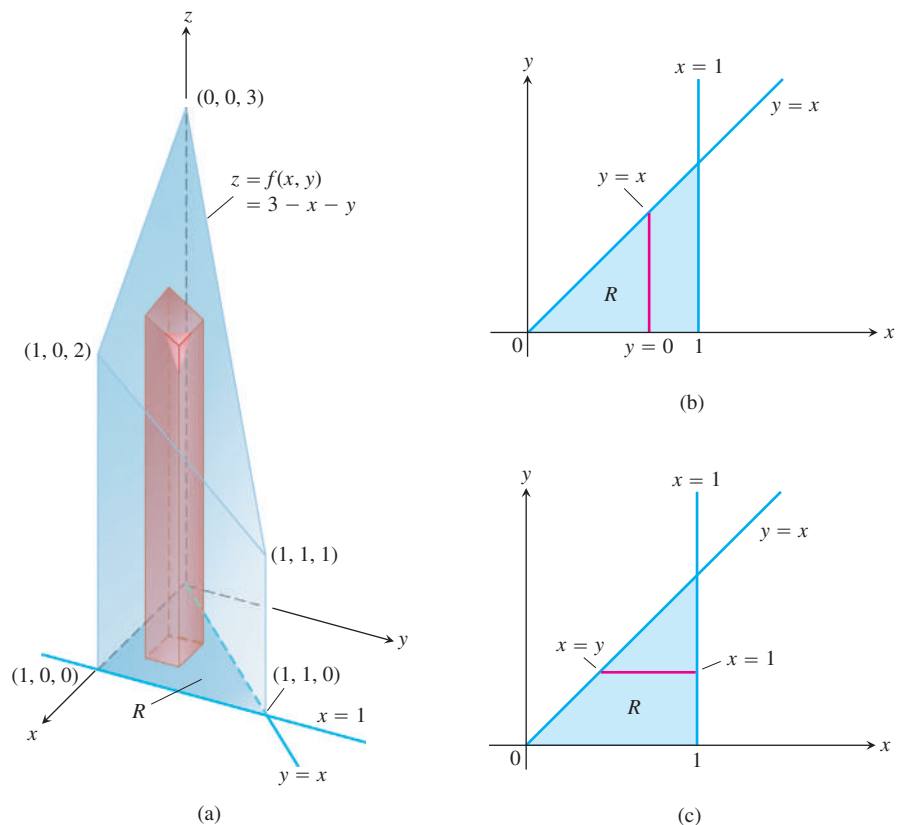 z
(0, 0, 3)
z = f(x, y)
= 3 − x − y
(1, 0, 2)
(1, 1, 1)
y
(1, 0, 0)
(1, 1, 0)
R
x = 1
x
y = x
(a)
y
x = 1
y = x
y = x
R
0
y = 0
1
x
(b)
y
x = 1
y = x
x = y
x = 1
R
0
1
x
(c)